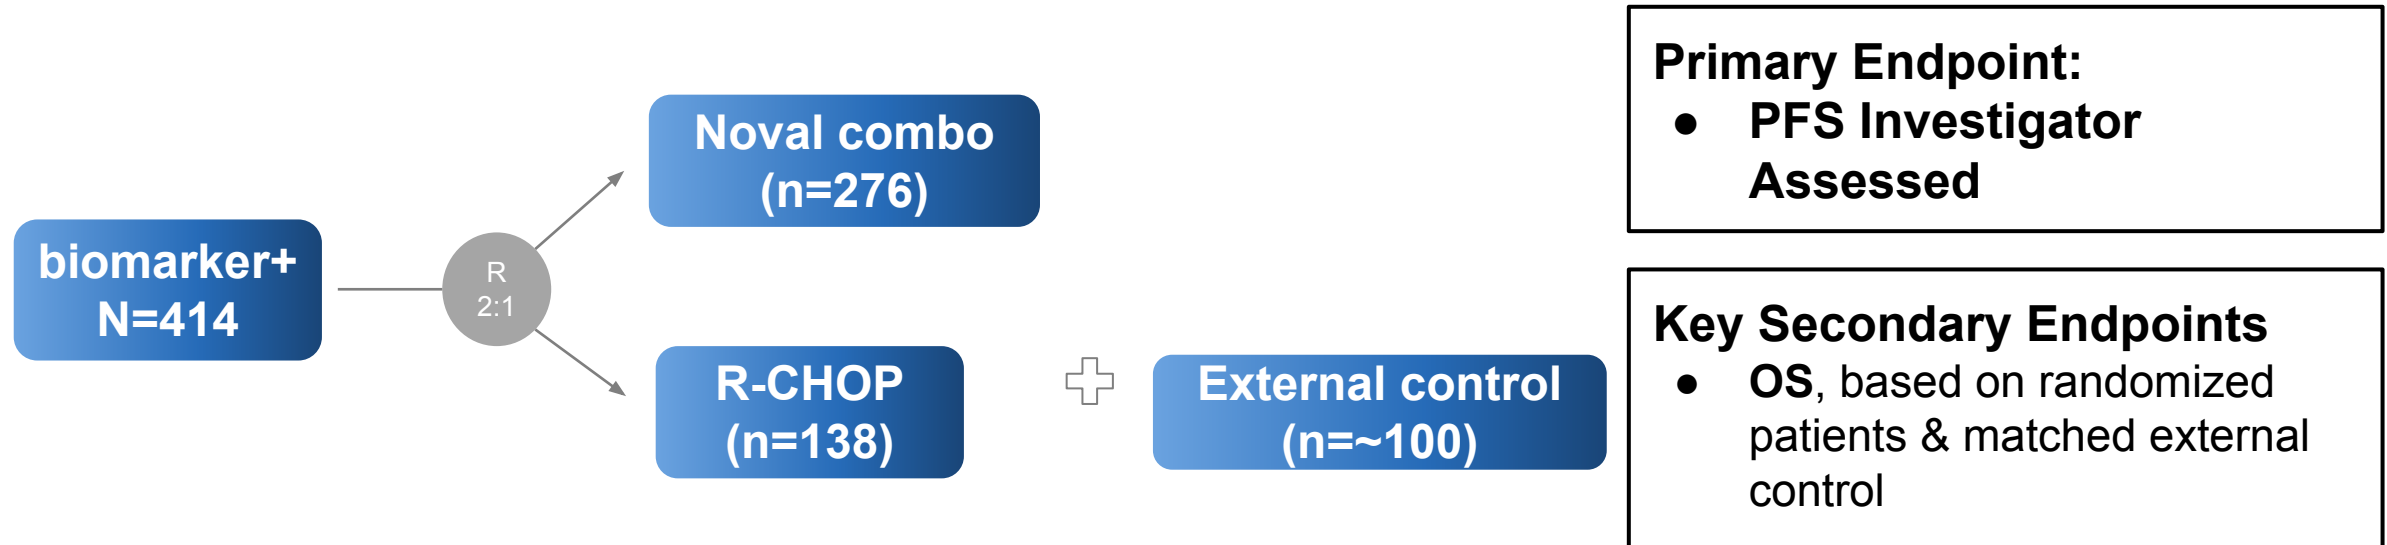 biomarker+
N=414
R
2:1
Noval combo
(n=276)
R-CHOP
(n=138)
External control
(n=~100)
Primary Endpoint:
● PFS Investigator
Assessed
Key Secondary Endpoints
● OS, based on randomized
patients & matched external
control